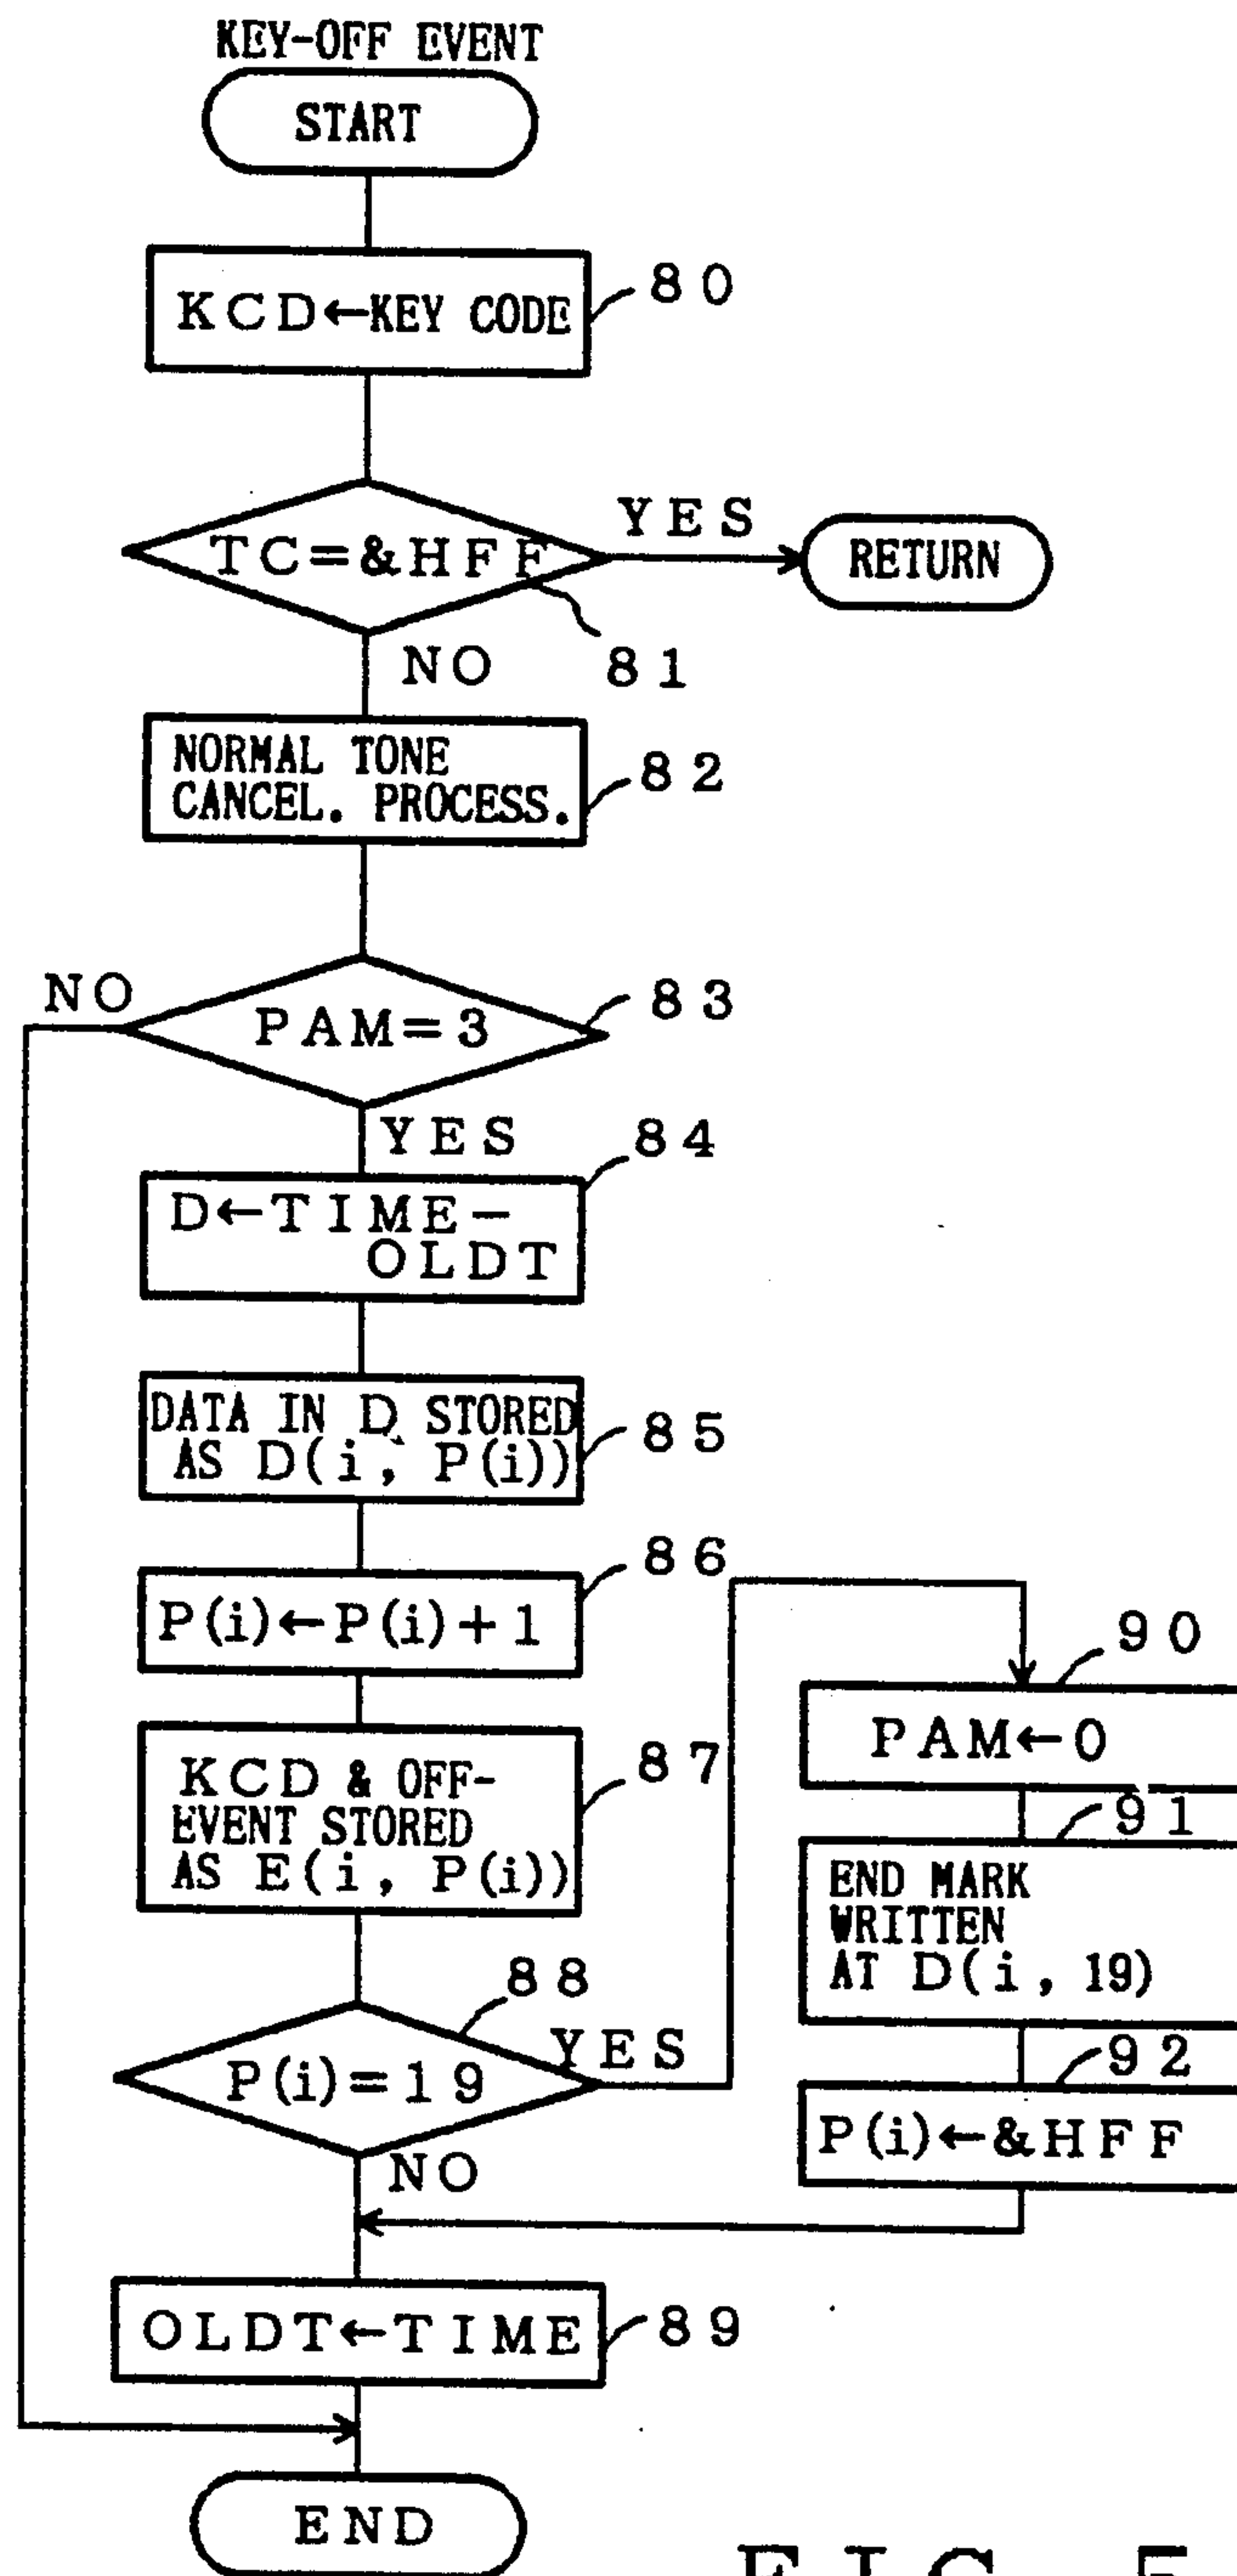 KEY-OFF EVENT
START
KCD←KEY CODE
80
TC=&HFF
YES
RETURN
81
NO
NORMAL TONE
CANCEL. PROCESS.
82
NO
PAM=3
83
YES
84
D←TIME-
OLDT
DATA IN D STORED
AS D(i, P(i))
85
86
P(i)←P(i)+1
KCD & OFF-
EVENT STORED
AS E(i, P(i))
87
88
P(i)=19
YES
NO
90
PAM←0
91
END MARK
WRITTEN
AT D(i, 19)
92
P(i)←&HFF
OLDT←TIME
89
END
FIG. 5